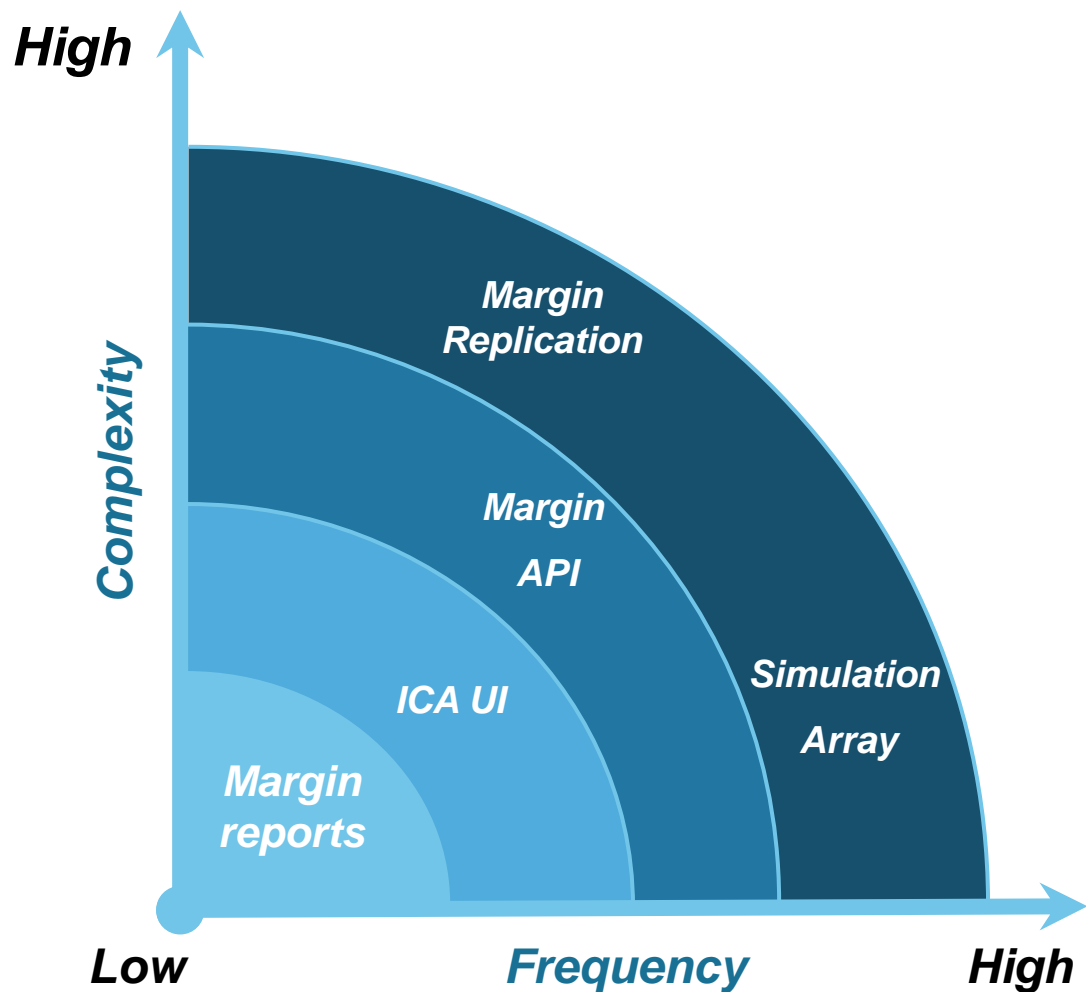 High
Complexity
Margin
Replication
Margin
API
Simulation
Array
ICA UI
Margin
reports
Low
Frequency
High